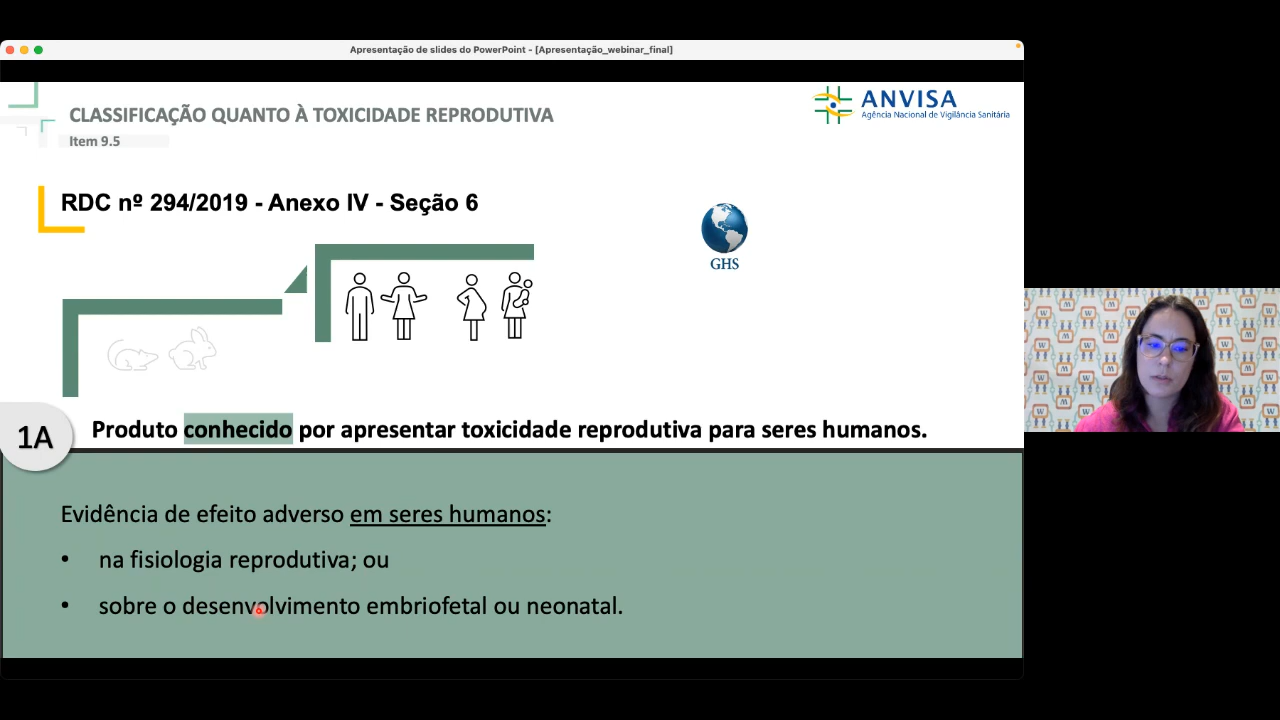 Apresentação de slides do PowerPoint - [Apresentação_webinar_final]
CLASSIFICAÇÃO QUANTO À TOXICIDADE REPRODUTIVA
Item 9.5
ANVISA
Agência Nacional de Vigilância Sanitária
RDC nº 294/2019 - Anexo IV - Seção 6
GHS
1A
Produto conhecido por apresentar toxicidade reprodutiva para seres humanos.
Evidência de efeito adverso em seres humanos:
• na fisiologia reprodutiva; ou
• sobre o desenvolvimento embriofetal ou neonatal.